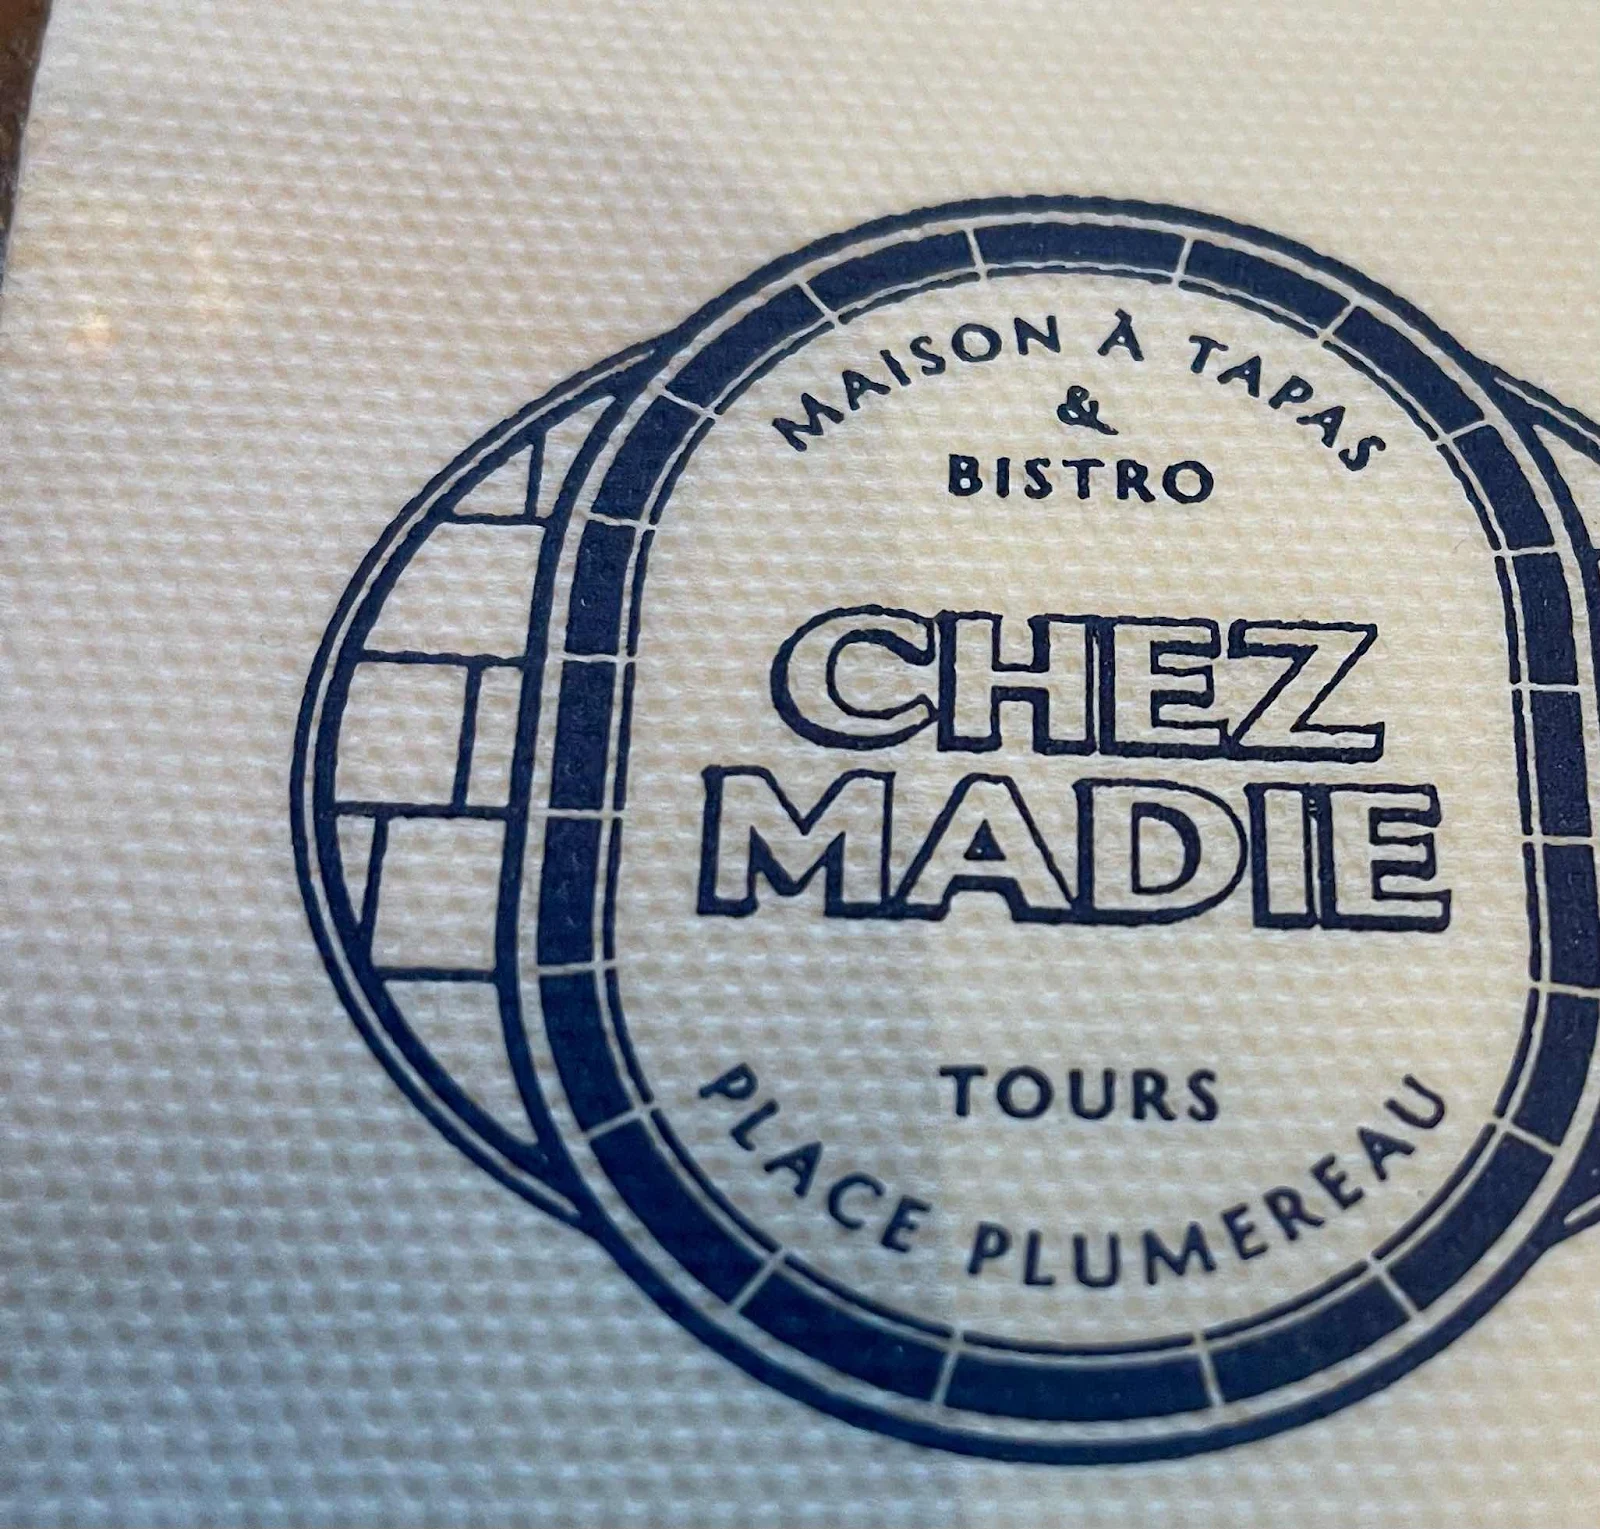 MAISON À TAPAS
&
BISTRO
CHEZ
MADIE
TOURS
PLACE PLUMEREAU